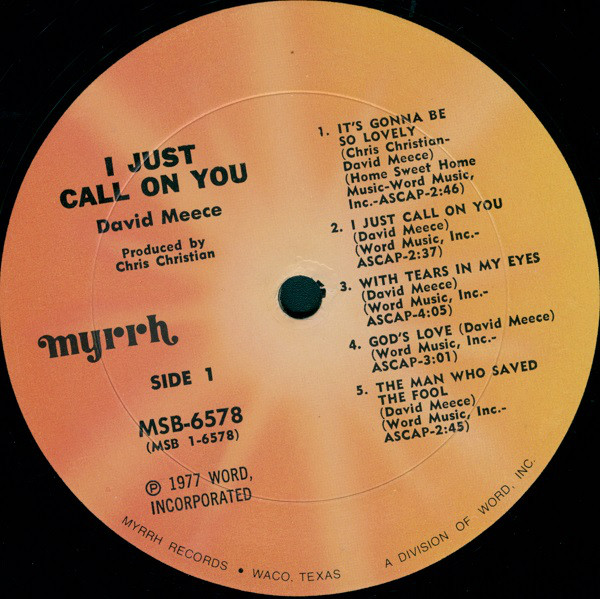 I JUST
CALL ON YOU
David Meece
Produced by
Chris Christian
myrrh
SIDE 1
MSB-6578
(MSB 1-6578)
℗ 1977 WORD,
INCORPORATED
1. IT'S GONNA BE
SO LOVELY
(Chris Christian-
David Meece)
(Home Sweet Home
Music-Word Music,
Inc.-ASCAP-2:46)
2. I JUST CALL ON YOU
(David Meece)
(Word Music, Inc.-
ASCAP-2:37)
3. WITH TEARS IN MY EYES
(David Meece)
(Word Music, Inc.-
ASCAP-4:05)
4. GOD'S LOVE (David Meece)
(Word Music, Inc.-
ASCAP-3:01)
5. THE MAN WHO SAVED
THE FOOL
(David Meece)
(Word Music, Inc.-
ASCAP-2:45)
MYRRH RECORDS • WACO, TEXAS A DIVISION OF WORD, INC.